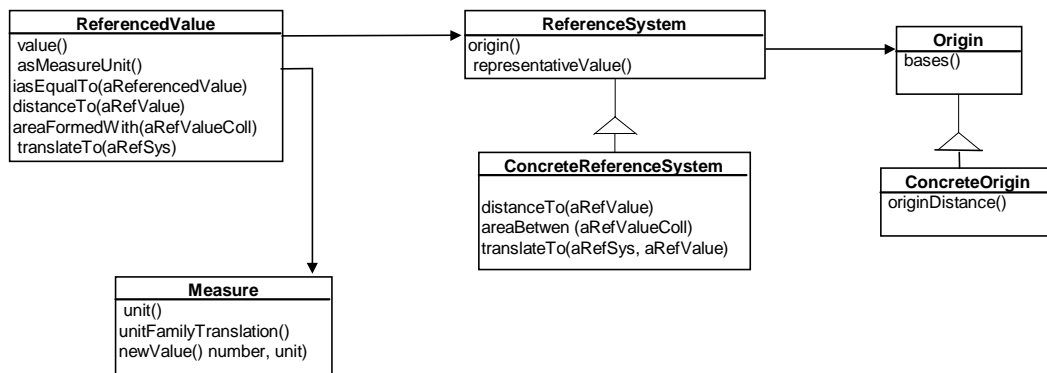 ReferencedValue
value()
asMeasureUnit()
iasEqualTo(aReferencedValue)
distanceTo(aRefValue)
areaFormedWith(aRefValueColl)
translateTo(aRefSys)
ReferenceSystem
origin()
representativeValue()
Origin
bases()
ConcreteReferenceSystem
distanceTo(aRefValue)
areaBetwen (aRefValueColl)
translateTo(aRefSys, aRefValue)
ConcreteOrigin
originDistance()
Measure
unit()
unitFamilyTranslation()
newValue() number, unit)